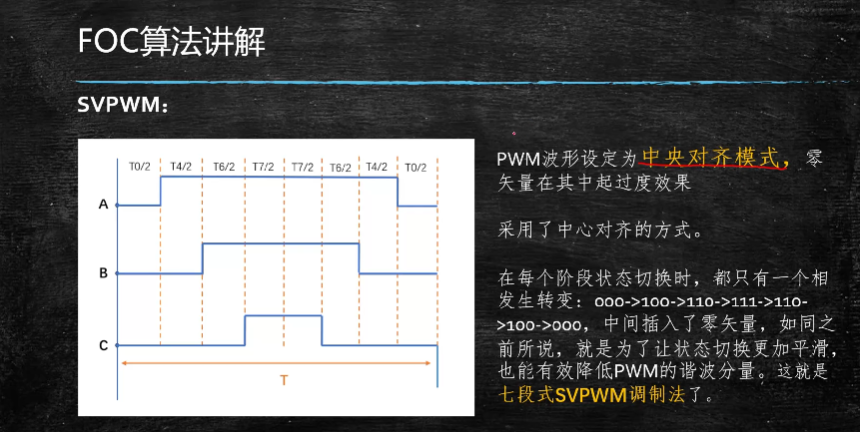 FOC算法讲解
SVPWM：
T0/2 T4/2 T6/2 T7/2 T7/2 T6/2 T4/2 T0/2
A
B
C
T
PWM波形设定为中央对齐模式，零
矢量在其中起过度效果
采用了中心对齐的方式。
在每个阶段状态切换时，都只有一个相
发生转变：000->100->110->111->110-
>100->000，中间插入了零矢量，如同之
前所说，就是为了让状态切换更加平滑，
也能有效降低PWM的谐波分量。这就是
七段式SVPWM调制法了。